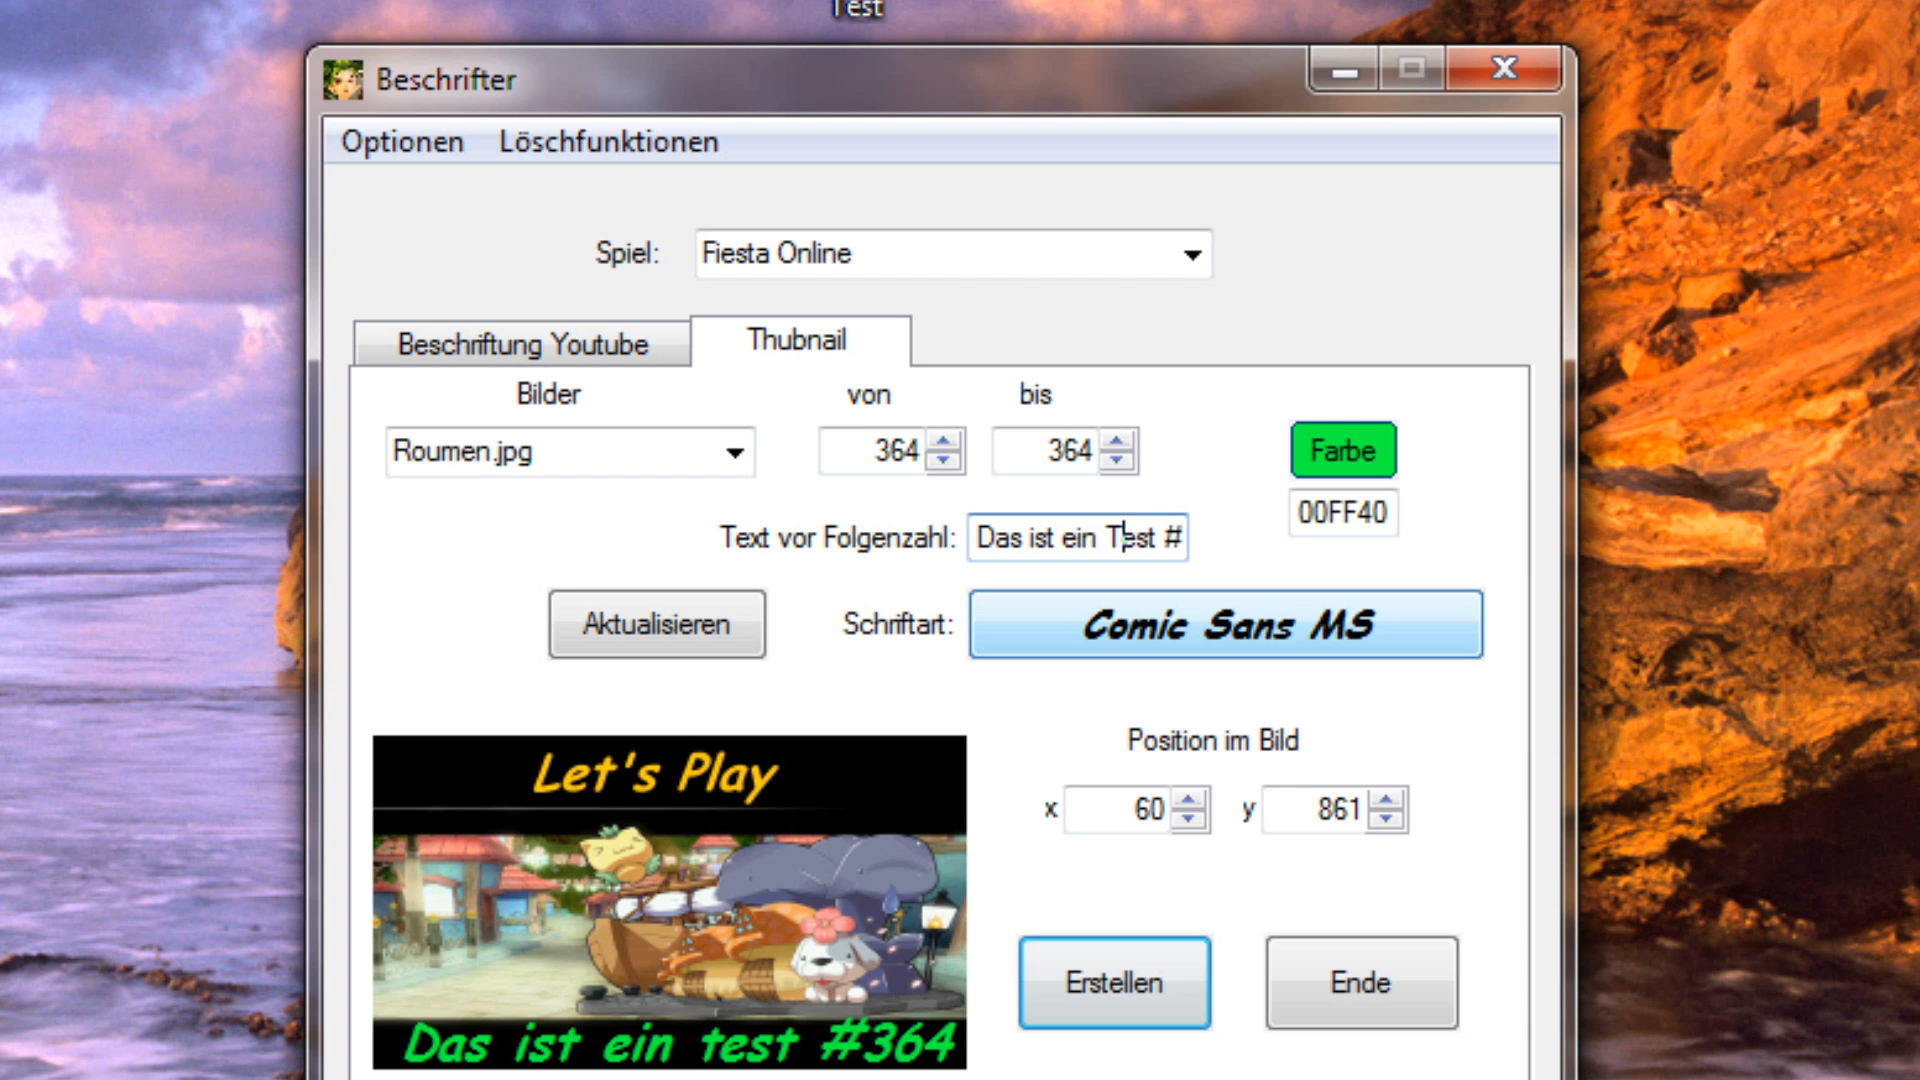 Test
Beschrifter
Optionen Löschfunktionen
Spiel: Fiesta Online
Beschriftung Youtube Thubnail
Bilder von bis
Roumen.jpg 364 364 Farbe
00FF40
Text vor Folgenzahl: Das ist ein Test #
Aktualisieren Schriftart: Comic Sans MS
Position im Bild
Let's Play
x 60 y 861
Erstellen Ende
Das ist ein test #364